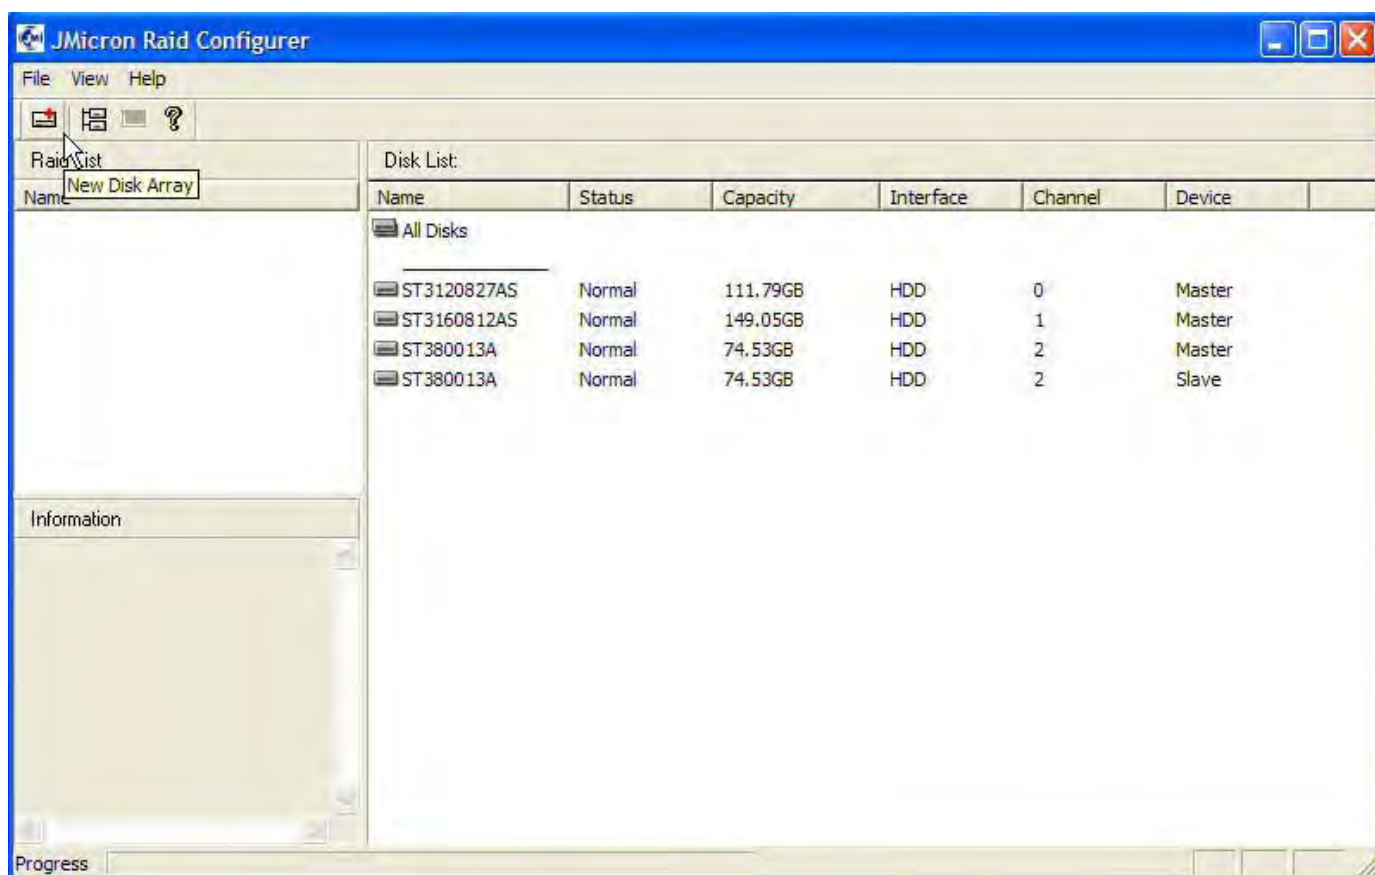 JMicron Raid Configurer
File View Help
Raid List
Disk List:
New Disk Array
Name
Name Status Capacity Interface Channel Device
All Disks
ST3120827AS Normal 111.79GB HDD 0 Master
ST3160812AS Normal 149.05GB HDD 1 Master
ST380013A Normal 74.53GB HDD 2 Master
ST380013A Normal 74.53GB HDD 2 Slave
Information
Progress